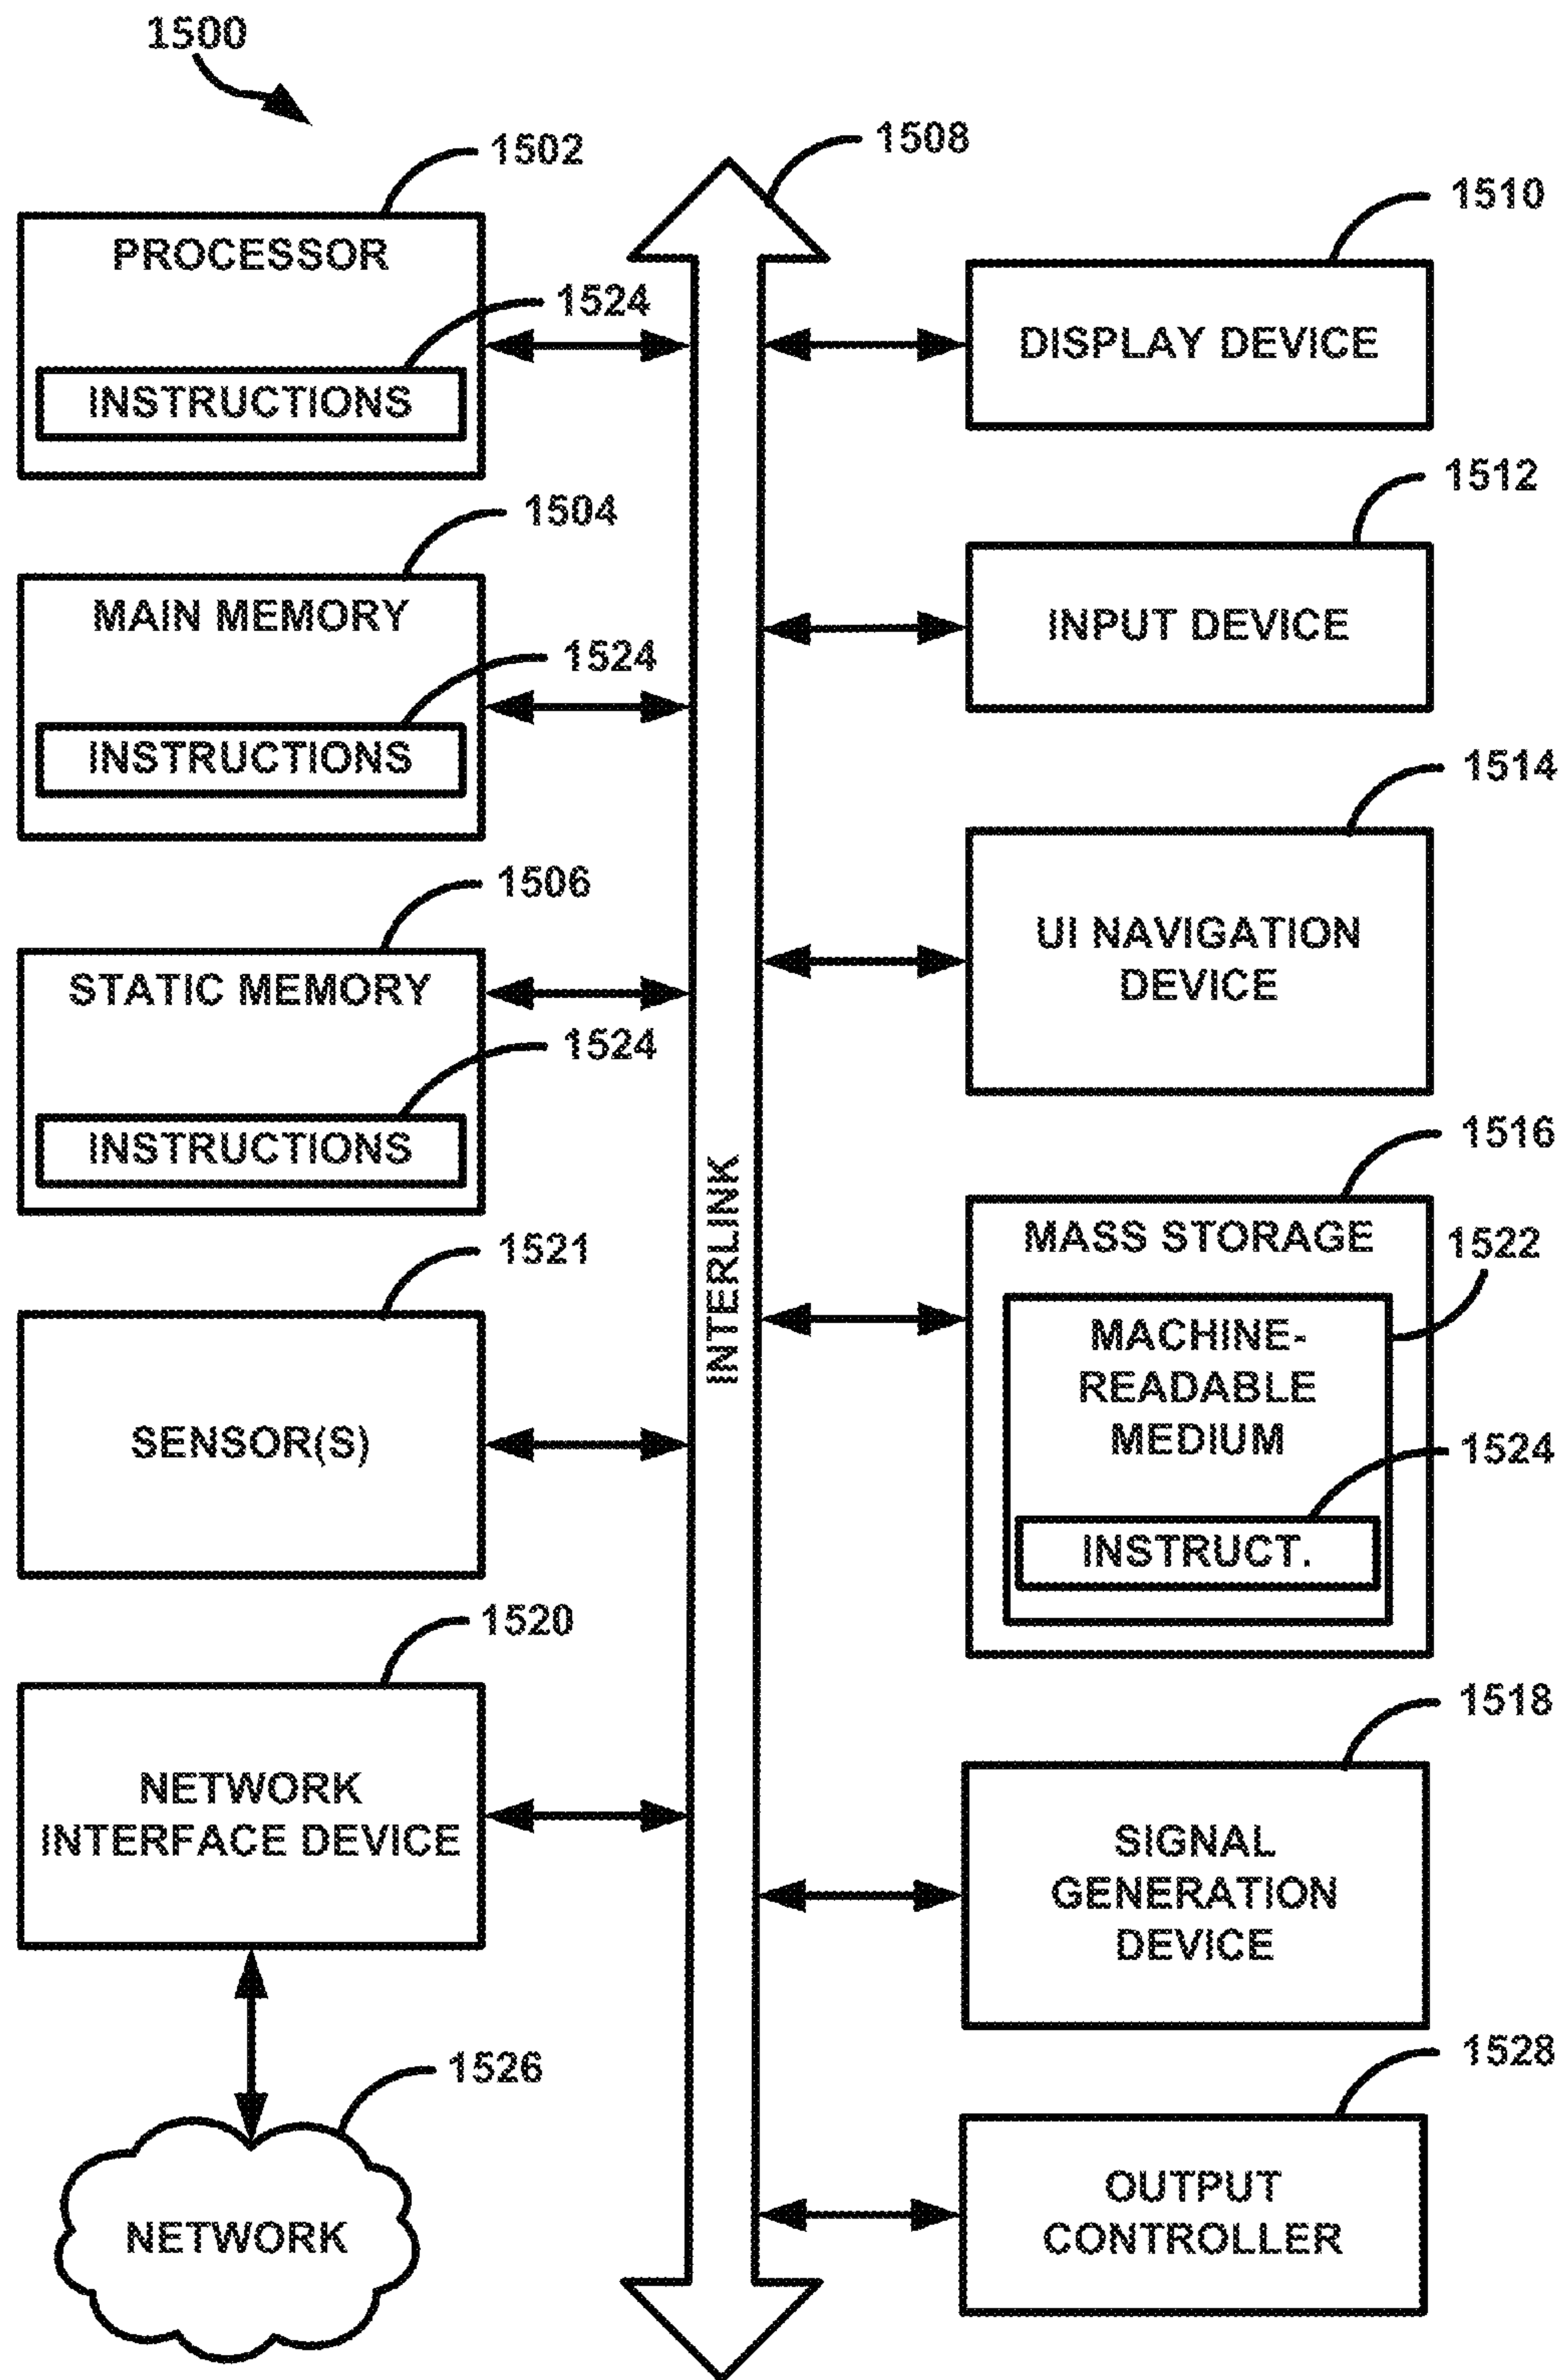 1500
1502
PROCESSOR
1524
INSTRUCTIONS
1504
MAIN MEMORY
1524
INSTRUCTIONS
1506
STATIC MEMORY
1524
INSTRUCTIONS
1521
SENSOR(S)
1520
NETWORK
INTERFACE DEVICE
1526
NETWORK
1508
INTERLINK
1510
DISPLAY DEVICE
1512
INPUT DEVICE
1514
UI NAVIGATION
DEVICE
1516
MASS STORAGE
1522
MACHINE-
READABLE
MEDIUM
1524
INSTRUCT.
1518
SIGNAL
GENERATION
DEVICE
1528
OUTPUT
CONTROLLER